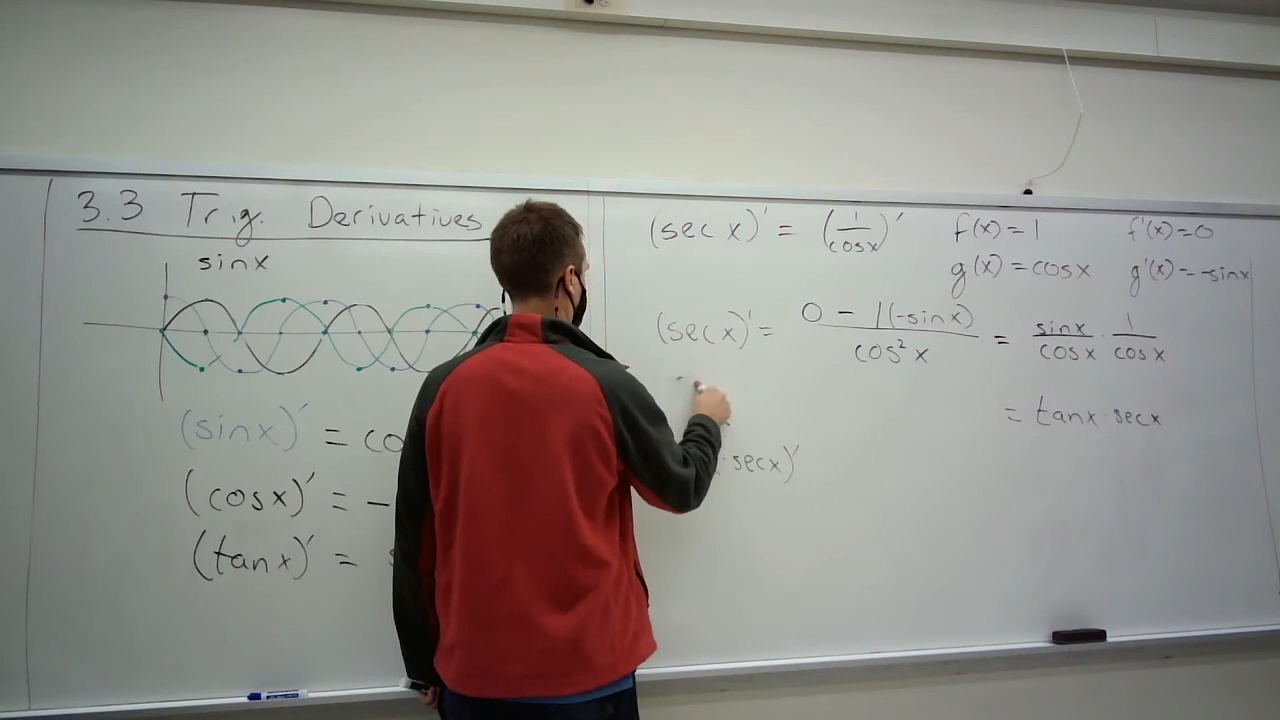 3.3 Trig. Derivatives
sinx
(sinx)' = co
(cosx)' = -
(tanx)' =
(sec x)' = (1/cosx)'
f(x)=1 f'(x)=0
g(x)=cosx g'(x)=-sinx
(secx)' = 0 - 1(-sinx) / cos²x = sinx/cosx · 1/cosx
= tanx secx
· secx)'